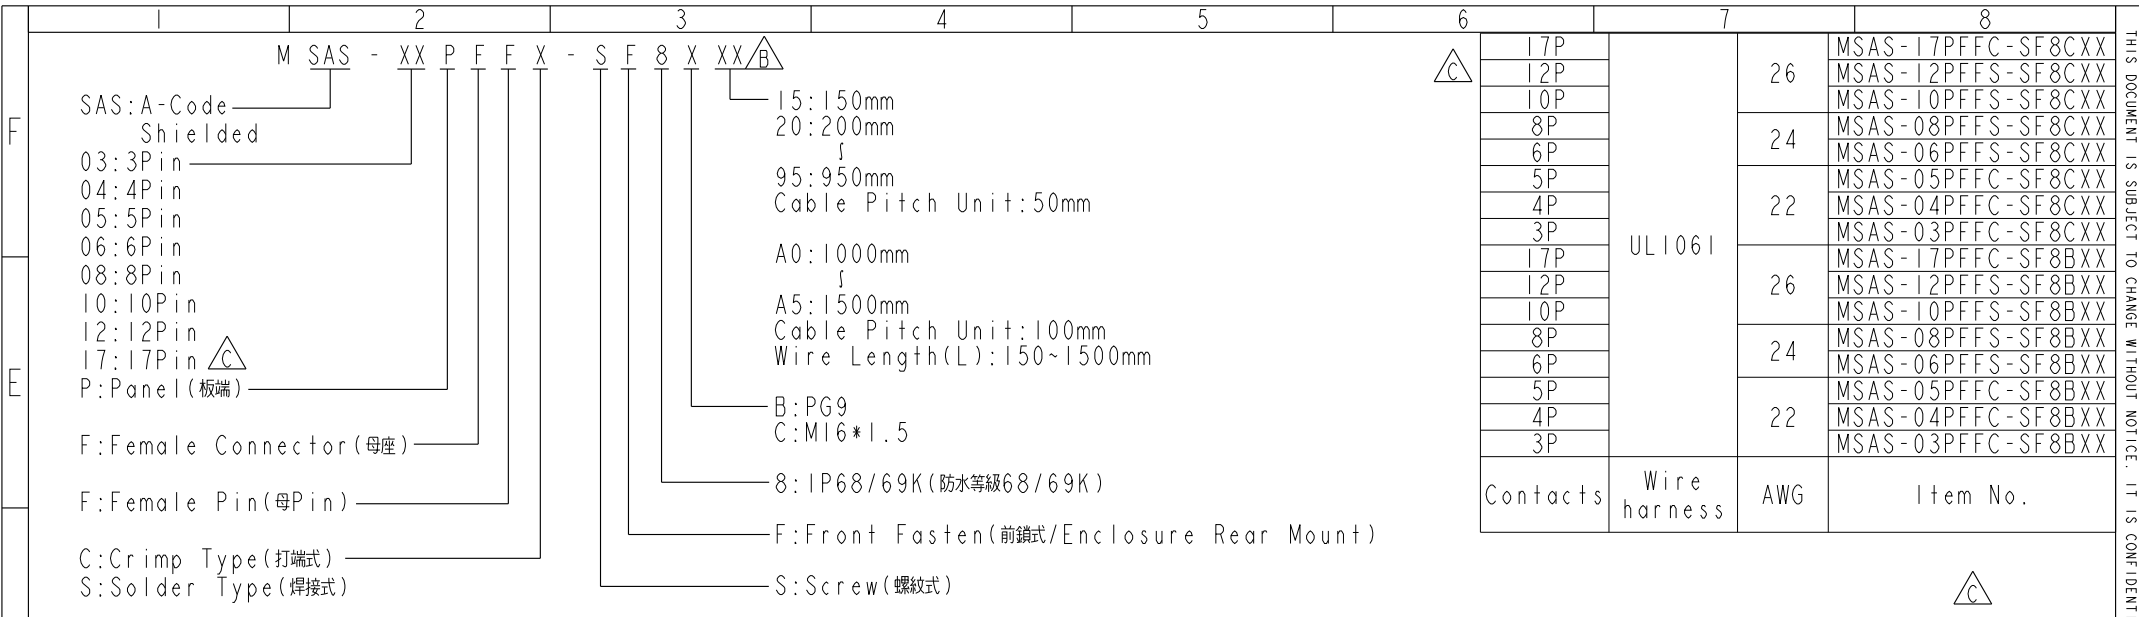 1 2 3 4 5 6 7 8
F
E
M SAS - XX P F F X - S F 8 X XX B
SAS:A-Code
Shielded
03:3Pin
04:4Pin
05:5Pin
06:6Pin
08:8Pin
10:10Pin
12:12Pin
17:17Pin C
P:Panel(板端)
F:Female Connector(母座)
F:Female Pin(母Pin)
C:Crimp Type(打端式)
S:Solder Type(焊接式)
15:150mm
20:200mm
∫
95:950mm
Cable Pitch Unit:50mm
A0:1000mm
∫
A5:1500mm
Cable Pitch Unit:100mm
Wire Length(L):150~1500mm
B:PG9
C:M16*1.5
8:IP68/69K(防水等級68/69K)
F:Front Fasten(前鎖式/Enclosure Rear Mount)
S:Screw(螺紋式)
C
17P UL1061 26 MSAS-17PFFC-SF8CXX
12P MSAS-12PFFS-SF8CXX
10P MSAS-10PFFS-SF8CXX
8P 24 MSAS-08PFFS-SF8CXX
6P MSAS-06PFFS-SF8CXX
5P 22 MSAS-05PFFC-SF8CXX
4P MSAS-04PFFC-SF8CXX
3P MSAS-03PFFC-SF8CXX
17P 26 MSAS-17PFFC-SF8BXX
12P MSAS-12PFFS-SF8BXX
10P MSAS-10PFFS-SF8BXX
8P 24 MSAS-08PFFS-SF8BXX
6P MSAS-06PFFS-SF8BXX
5P 22 MSAS-05PFFC-SF8BXX
4P MSAS-04PFFC-SF8BXX
3P MSAS-03PFFC-SF8BXX
Contacts Wire harness AWG Item No.
C
THIS DOCUMENT IS SUBJECT TO CHANGE WITHOUT NOTICE. IT IS CONFIDENT